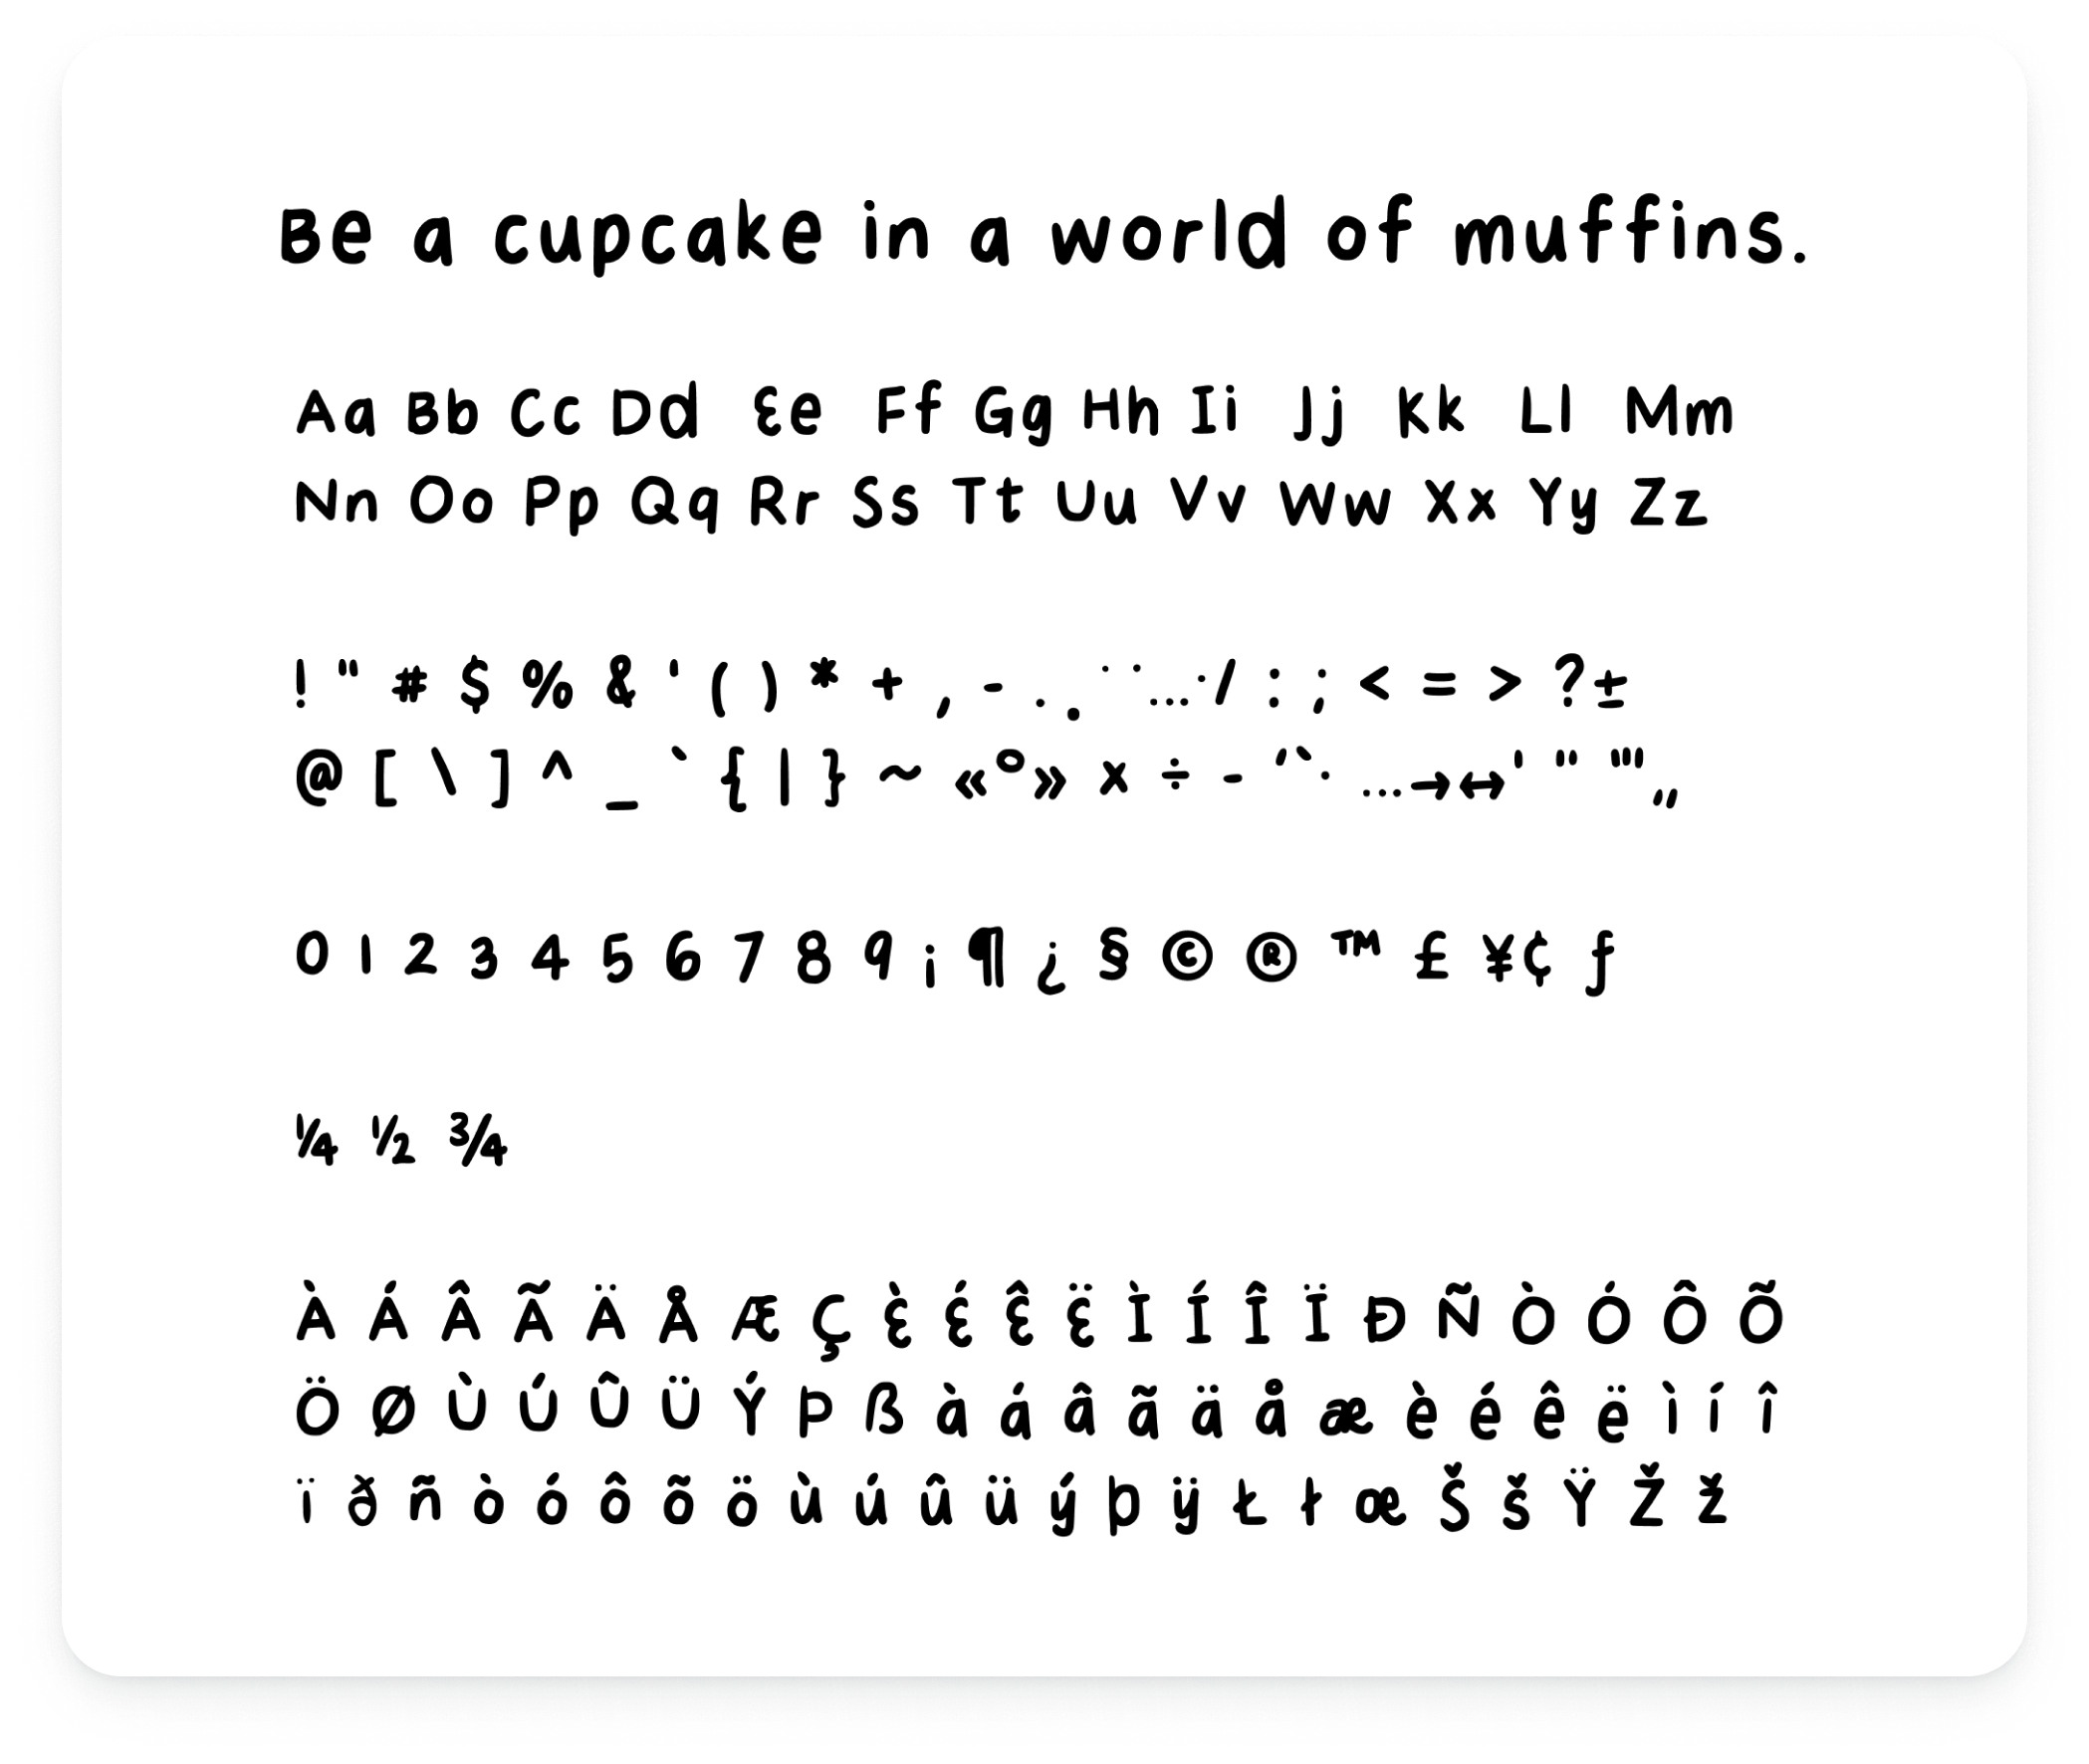 Be a cupcake in a world of muffins.
Aa Bb Cc Dd Ɛe Ff Gg Hh Ii Jj Kk Ll Mm
Nn Oo Pp Qq Rr Ss Tt Uu Vv Ww Xx Yy Zz
! " # $ % & ' ( ) * + , - . . ˙ ˙ … · / : ; < = > ? ±
@ [ \ ] ^ _ ` { | } ~ « º » × ÷ - ´ ` · … → ↔ ' " "' „
0 1 2 3 4 5 6 7 8 9 ¡ ¶ ¿ § © ® ™ £ ¥ ¢ ƒ
¼ ½ ¾
À Á Â Ã Ä Å Æ Ç Ɛ̀ Ɛ́ Ɛ̂ Ɛ̈ Ì Í Î Ï Ð Ñ Ò Ó Ô Õ
Ö Ø Ù Ú Û Ü Ý Þ ß à á â ã ä å æ è é ê ë ì í î
ï ð ñ ò ó ô õ ö ù ú û ü ý þ ÿ Ł ł œ Š š Ÿ Ž ž